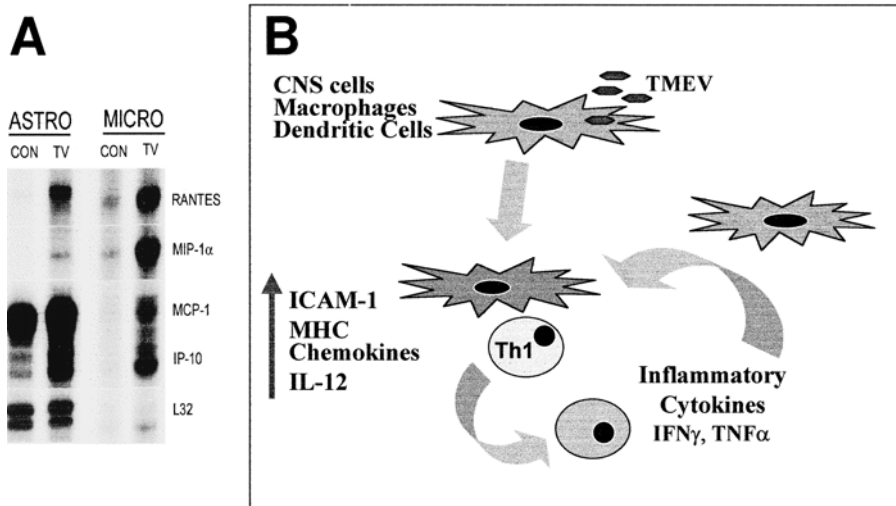 A
ASTRO MICRO
CON TV CON TV
RANTES
MIP-1α
MCP-1
IP-10
L32
B
CNS cells
Macrophages
Dendritic Cells
TMEV
ICAM-1
MHC
Chemokines
IL-12
Th1
Inflammatory
Cytokines
IFNγ, TNFα